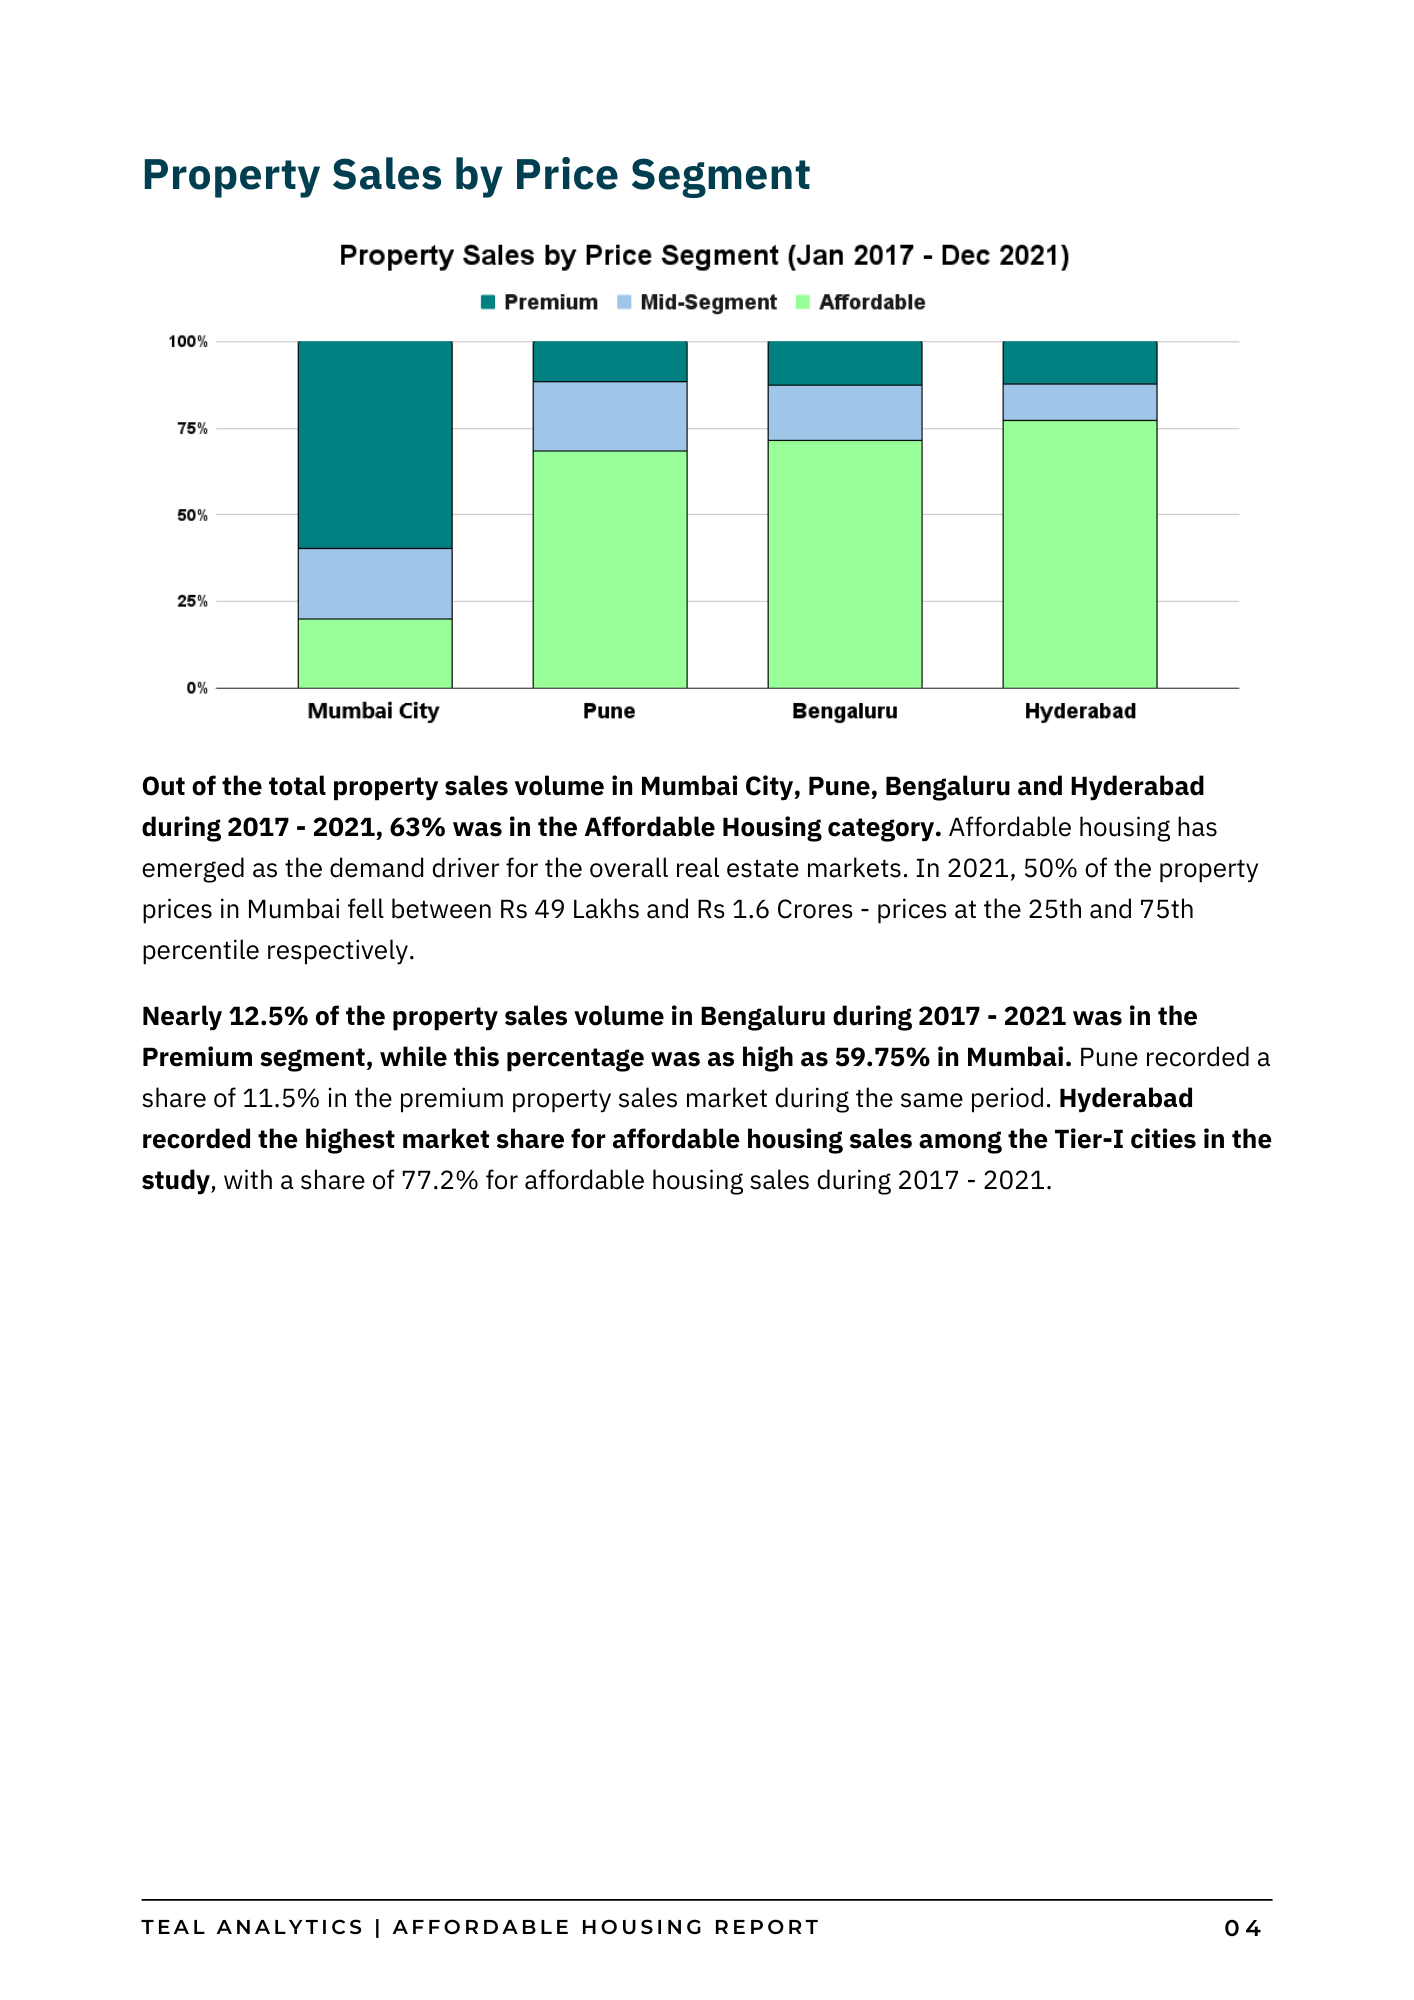 Property Sales by Price Segment
Property Sales by Price Segment (Jan 2017 - Dec 2021)
Premium Mid-Segment Affordable
100%
75%
50%
25%
0%
Mumbai City Pune Bengaluru Hyderabad
Out of the total property sales volume in Mumbai City, Pune, Bengaluru and Hyderabad
during 2017 - 2021, 63% was in the Affordable Housing category. Affordable housing has
emerged as the demand driver for the overall real estate markets. In 2021, 50% of the property
prices in Mumbai fell between Rs 49 Lakhs and Rs 1.6 Crores - prices at the 25th and 75th
percentile respectively.
Nearly 12.5% of the property sales volume in Bengaluru during 2017 - 2021 was in the
Premium segment, while this percentage was as high as 59.75% in Mumbai. Pune recorded a
share of 11.5% in the premium property sales market during the same period. Hyderabad
recorded the highest market share for affordable housing sales among the Tier-I cities in the
study, with a share of 77.2% for affordable housing sales during 2017 - 2021.
TEAL ANALYTICS | AFFORDABLE HOUSING REPORT 04